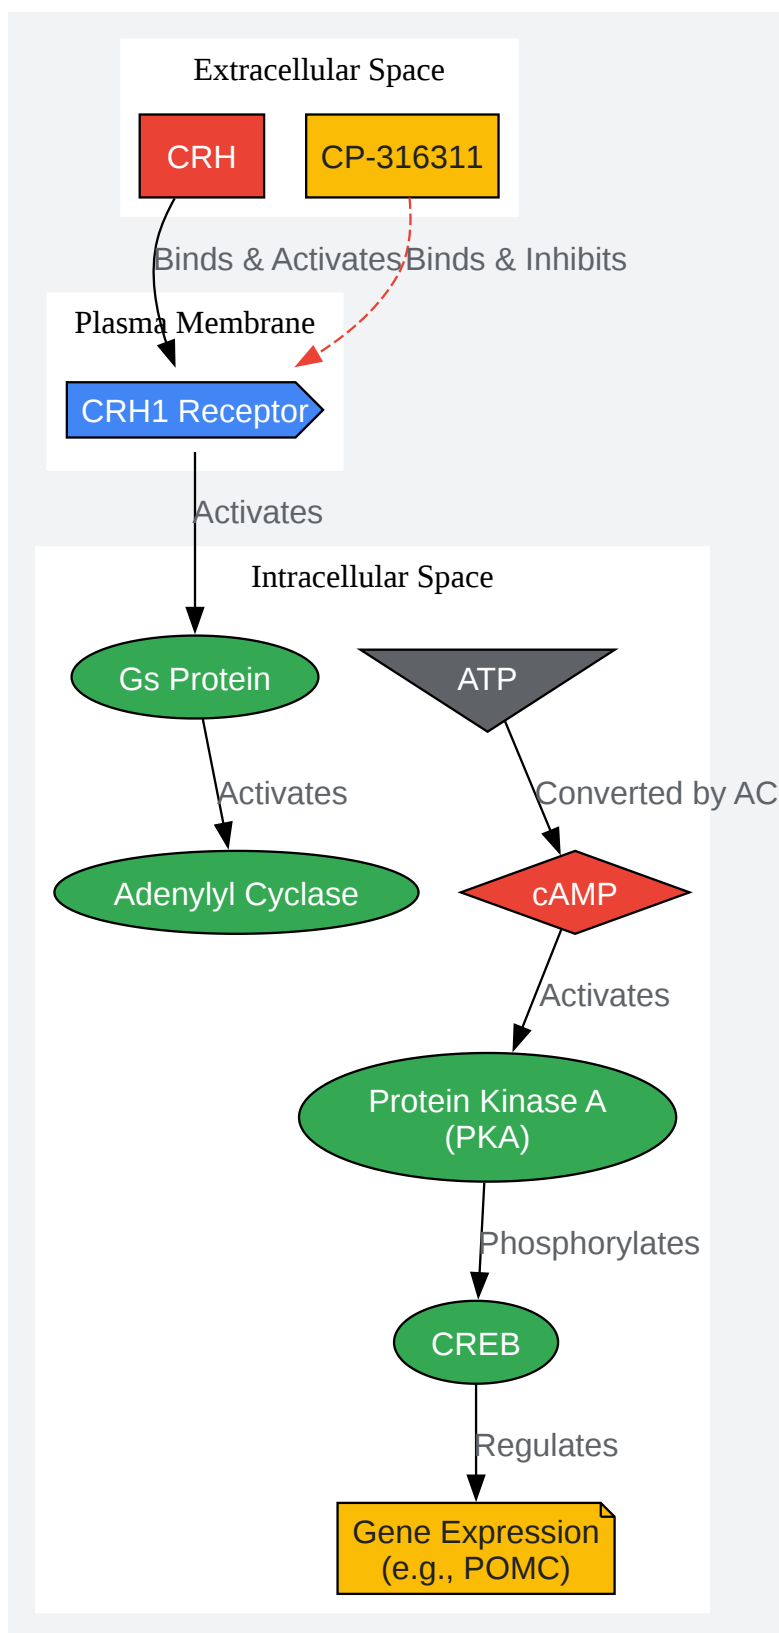 Extracellular Space
CRH
CP-316311
Binds & Activates
Binds & Inhibits
Plasma Membrane
CRH1 Receptor
Activates
Intracellular Space
Gs Protein
ATP
Activates
Converted by AC
Adenylyl Cyclase
cAMP
Activates
Protein Kinase A
(PKA)
Phosphorylates
CREB
Regulates
Gene Expression
(e.g., POMC)